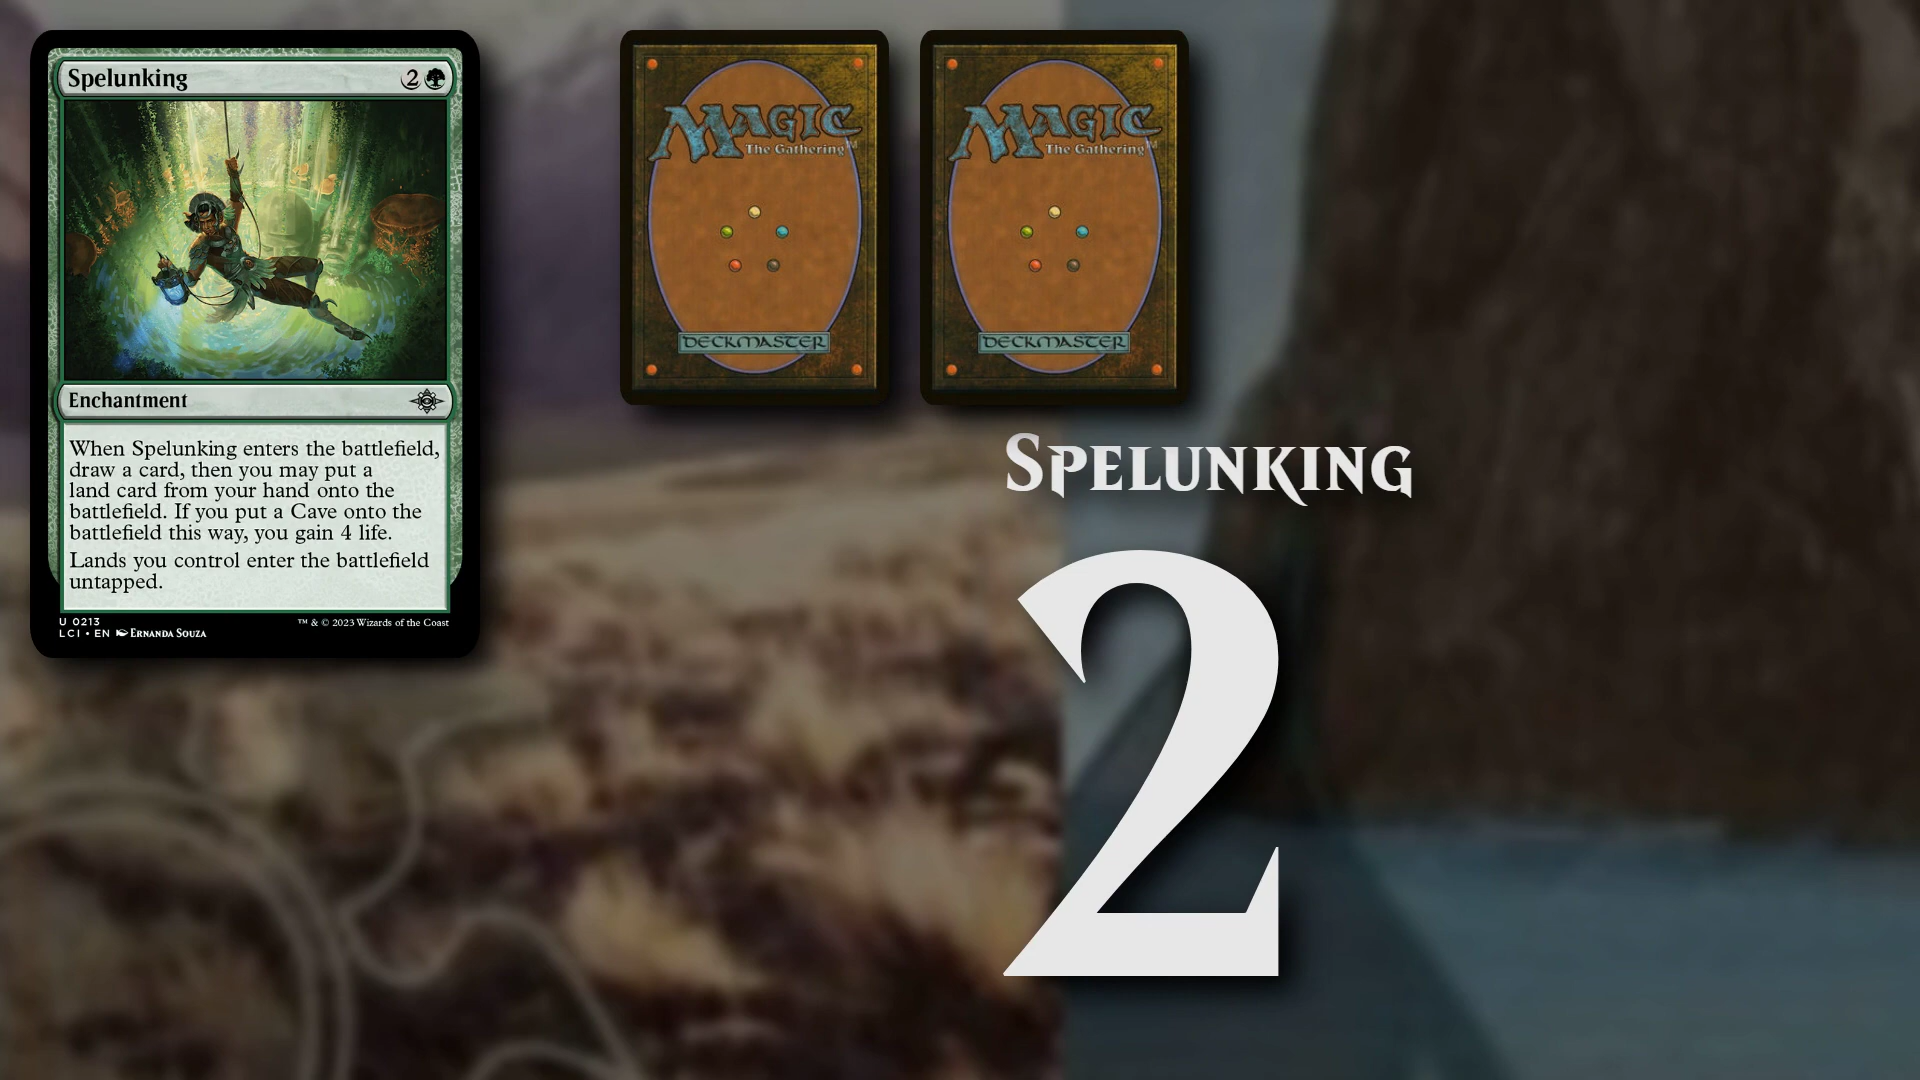 Spelunking 2
Enchantment
When Spelunking enters the battlefield,
draw a card, then you may put a
land card from your hand onto the
battlefield. If you put a Cave onto the
battlefield this way, you gain 4 life.
Lands you control enter the battlefield
untapped.
U 0213
LCI • EN Ernanda Souza
™ & © 2023 Wizards of the Coast
Magic
The Gathering™
Deckmaster
Magic
The Gathering™
Deckmaster
Spelunking
2